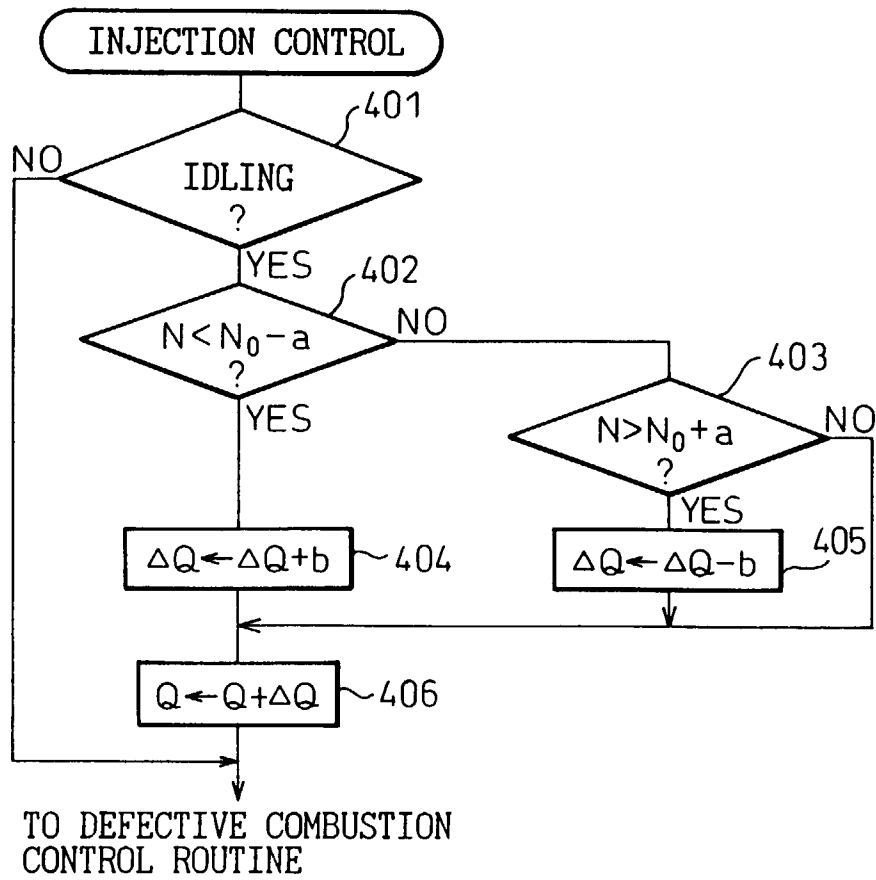 INJECTION CONTROL
401
NO
IDLING
?
YES
402
N<N₀−a
?
NO
YES
403
N>N₀+a
?
NO
YES
ΔQ←ΔQ+b
404
ΔQ←ΔQ−b
405
Q←Q+ΔQ
406
TO DEFECTIVE COMBUSTION
CONTROL ROUTINE